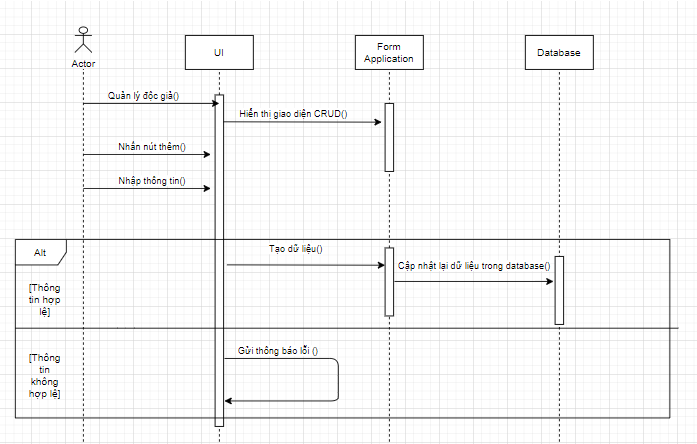 Actor
UI
Form
Application
Database
Quản lý độc giả()
Hiển thị giao diện CRUD()
Nhấn nút thêm()
Nhập thông tin()
Alt
[Thông
tin hợp
lệ]
Tạo dữ liệu()
Cập nhật lại dữ liệu trong database()
[Thông
tin
không
hợp lệ]
Gửi thông báo lỗi ()